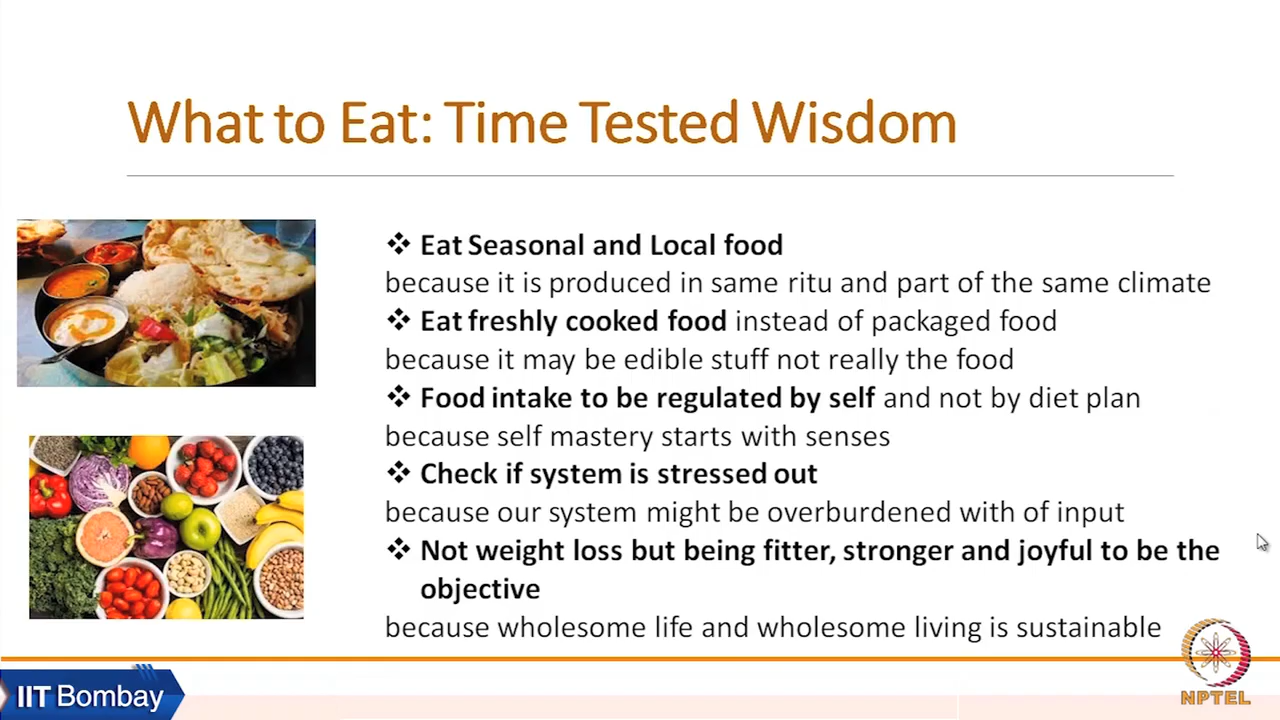 What to Eat: Time Tested Wisdom
❖ Eat Seasonal and Local food
because it is produced in same ritu and part of the same climate
❖ Eat freshly cooked food instead of packaged food
because it may be edible stuff not really the food
❖ Food intake to be regulated by self and not by diet plan
because self mastery starts with senses
❖ Check if system is stressed out
because our system might be overburdened with of input
❖ Not weight loss but being fitter, stronger and joyful to be the
objective
because wholesome life and wholesome living is sustainable
IIT Bombay
NPTEL